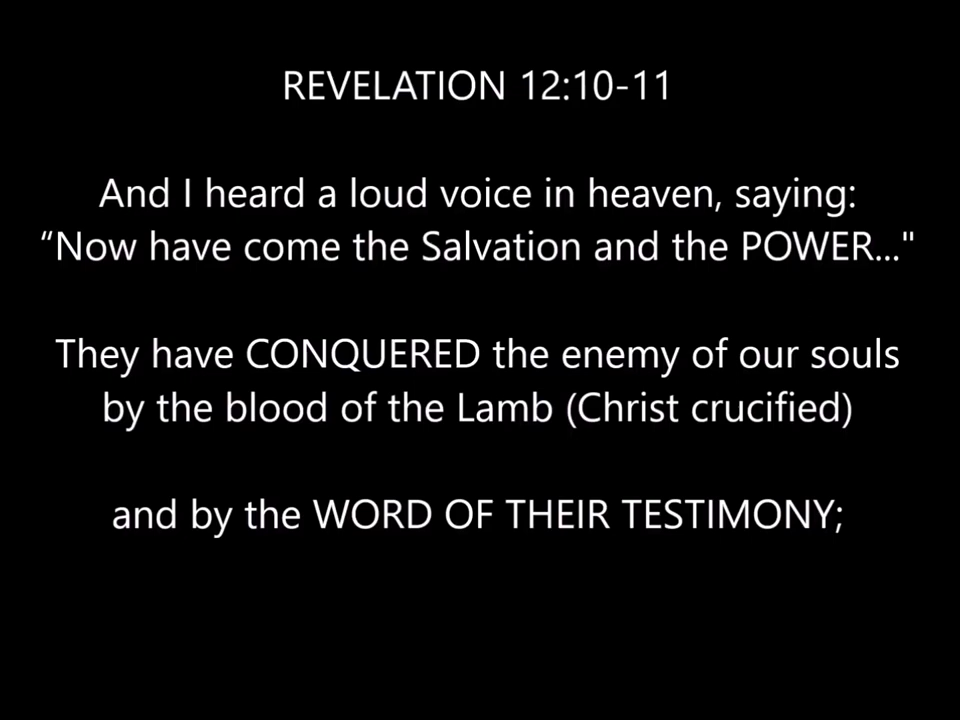 REVELATION 12:10-11
And I heard a loud voice in heaven, saying:
“Now have come the Salvation and the POWER..."
They have CONQUERED the enemy of our souls
by the blood of the Lamb (Christ crucified)
and by the WORD OF THEIR TESTIMONY;